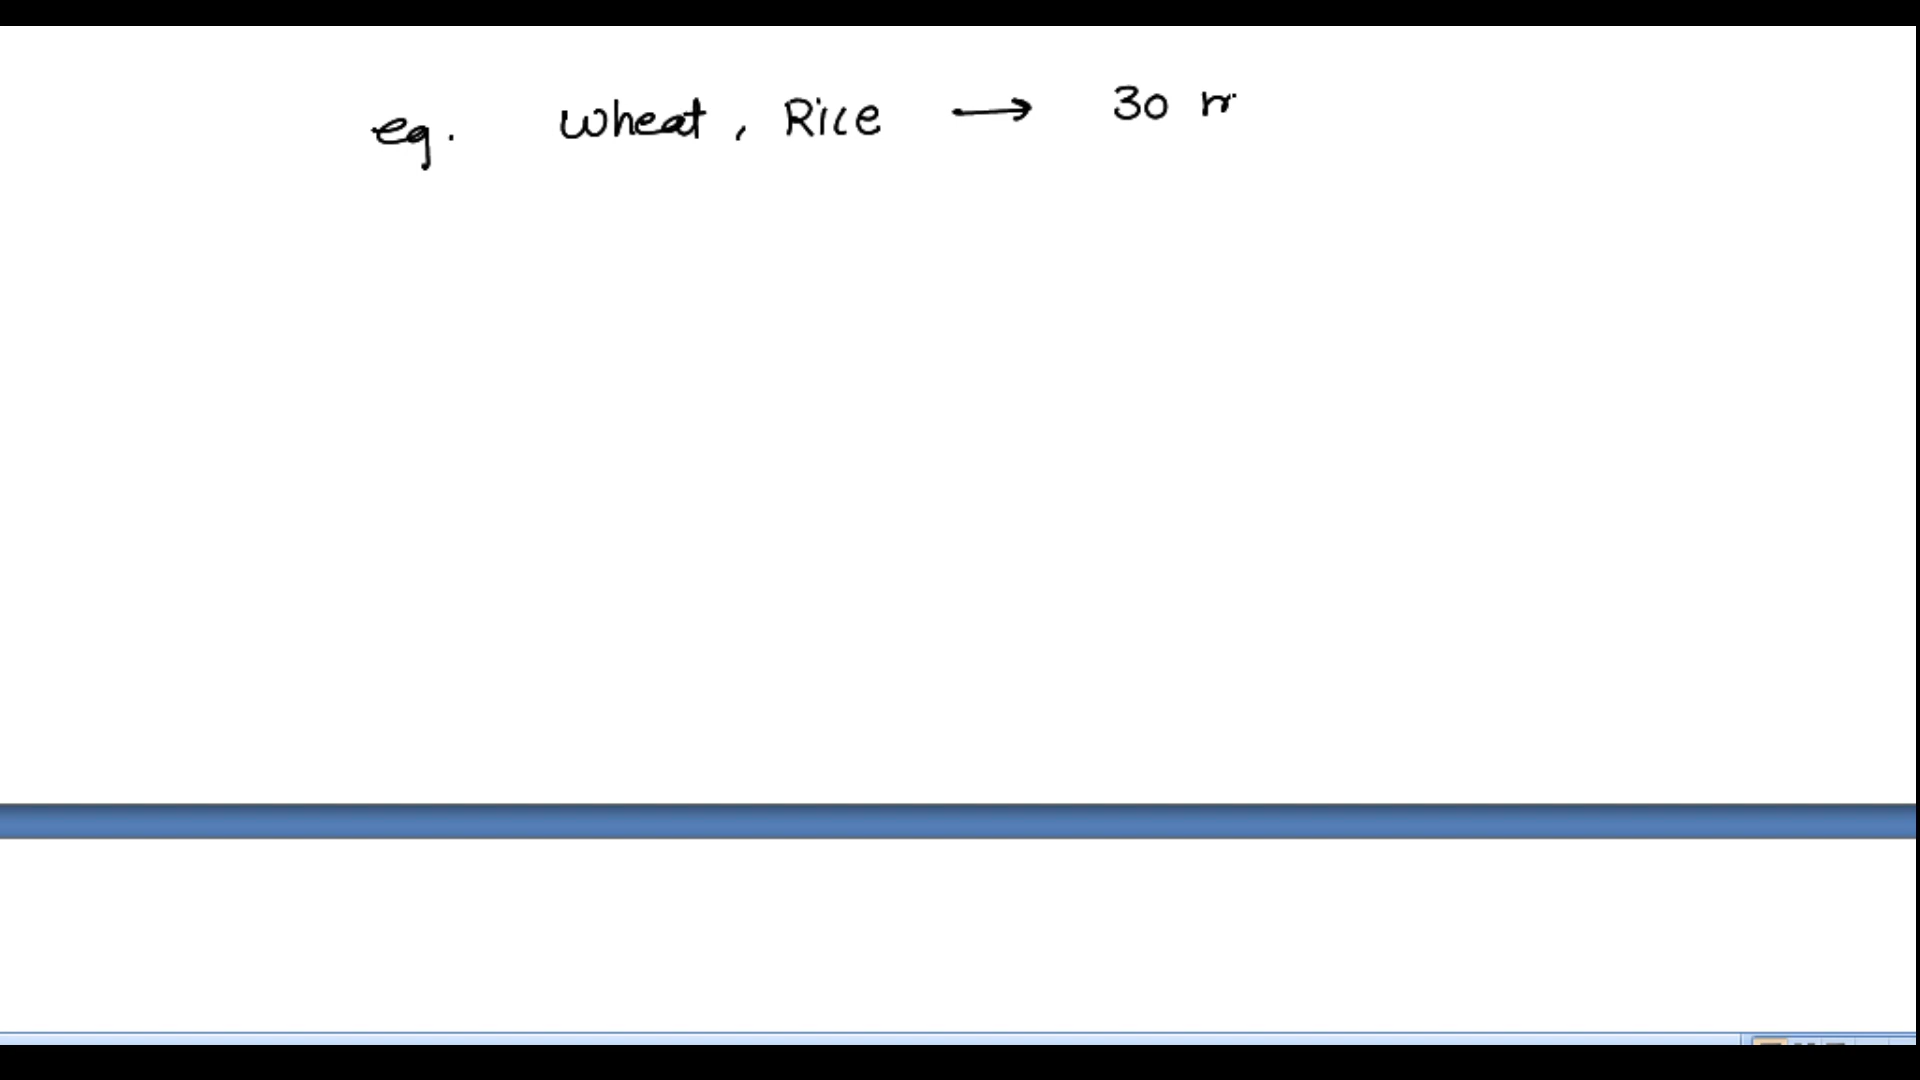 eg. Wheat, Rice → 30